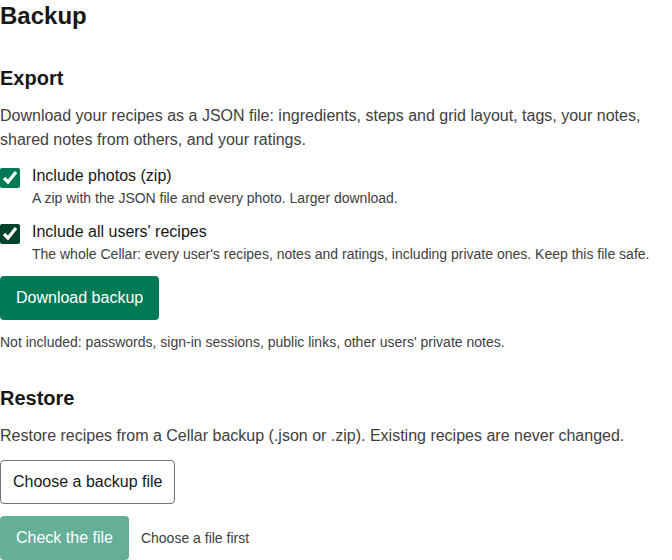 Backup
Export
Download your recipes as a JSON file: ingredients, steps and grid layout, tags, your notes,
shared notes from others, and your ratings.
Include photos (zip)
A zip with the JSON file and every photo. Larger download.
Include all users' recipes
The whole Cellar: every user's recipes, notes and ratings, including private ones. Keep this file safe.
Download backup
Not included: passwords, sign-in sessions, public links, other users' private notes.
Restore
Restore recipes from a Cellar backup (.json or .zip). Existing recipes are never changed.
Choose a backup file
Check the file Choose a file first